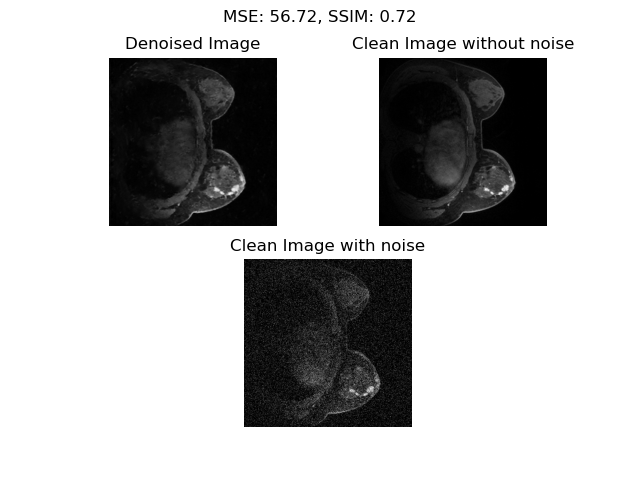 MSE: 56.72, SSIM: 0.72
Denoised Image
Clean Image without noise
Clean Image with noise